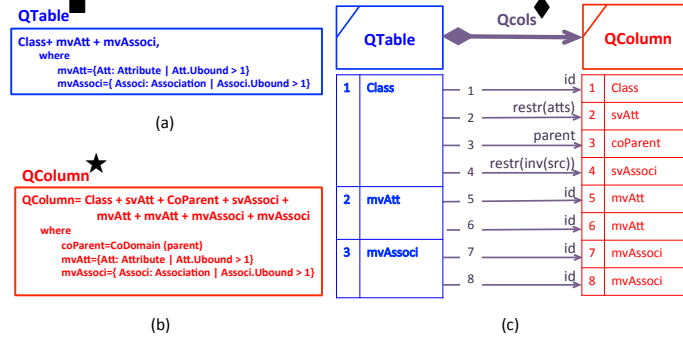 QTable
Class+ mvAtt + mvAssoci,
where
mvAtt={Att: Attribute | Att.Ubound > 1}
mvAssoci={ Associ: Association | Associ.Ubound > 1}
(a)
QColumn
QColumn= Class + svAtt + CoParent + svAssoci +
mvAtt + mvAtt + mvAssoci + mvAssoci
where
coParent=CoDomain (parent)
mvAtt={Att: Attribute | Att.Ubound > 1}
mvAssoci={ Associ: Association | Associ.Ubound > 1}
(b)
QTable
Qcols
QColumn
1 Class 1 id 1 Class
2 restr(atts) 2 svAtt
3 parent 3 coParent
4 restr(inv(src)) 4 svAssoci
2 mvAtt 5 id 5 mvAtt
6 id 6 mvAtt
3 mvAssoci 7 id 7 mvAssoci
8 id 8 mvAssoci
(c)